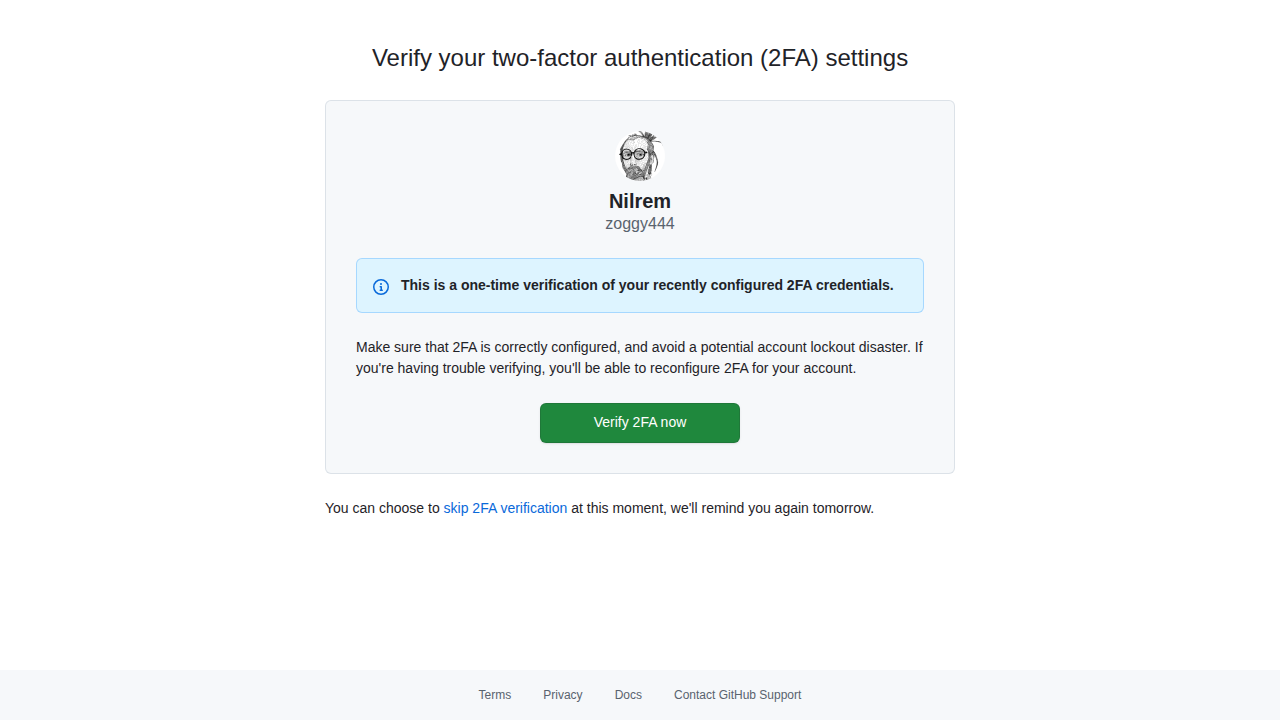 Verify your two-factor authentication (2FA) settings
Nilrem
zoggy444
This is a one-time verification of your recently configured 2FA credentials.
Make sure that 2FA is correctly configured, and avoid a potential account lockout disaster. If
you're having trouble verifying, you'll be able to reconfigure 2FA for your account.
Verify 2FA now
You can choose to skip 2FA verification at this moment, we'll remind you again tomorrow.
Terms Privacy Docs Contact GitHub Support